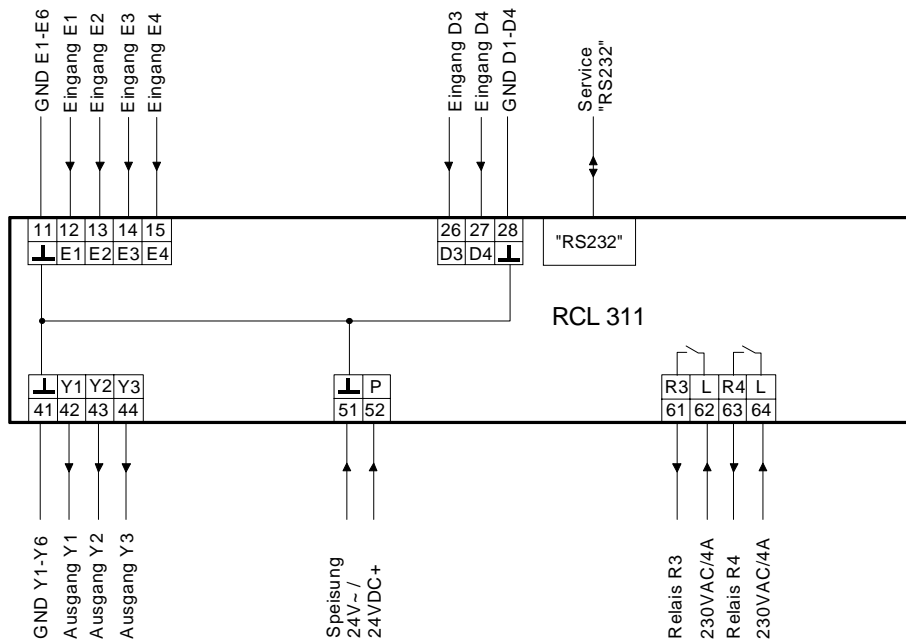 GND E1-E6
Eingang E1
Eingang E2
Eingang E3
Eingang E4
Eingang D3
Eingang D4
GND D1-D4
Service
"RS232"
11 12 13 14 15
E1 E2 E3 E4
26 27 28
D3 D4
"RS232"
RCL 311
Y1 Y2 Y3
41 42 43 44
P
51 52
R3 L R4 L
61 62 63 64
GND Y1-Y6
Ausgang Y1
Ausgang Y2
Ausgang Y3
Speisung
24V~ /
24VDC+
Relais R3
230VAC/4A
Relais R4
230VAC/4A